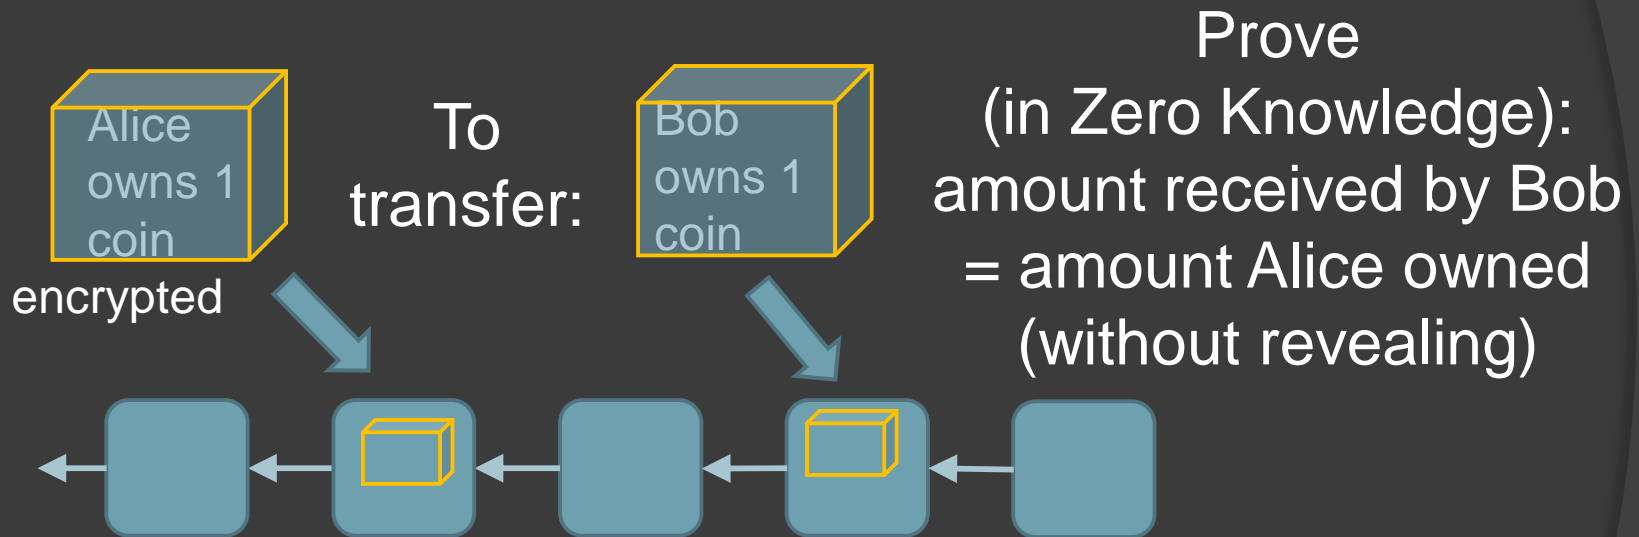 Alice
owns 1
coin
encrypted
To
transfer:
Bob
owns 1
coin
Prove
(in Zero Knowledge):
amount received by Bob
= amount Alice owned
(without revealing)